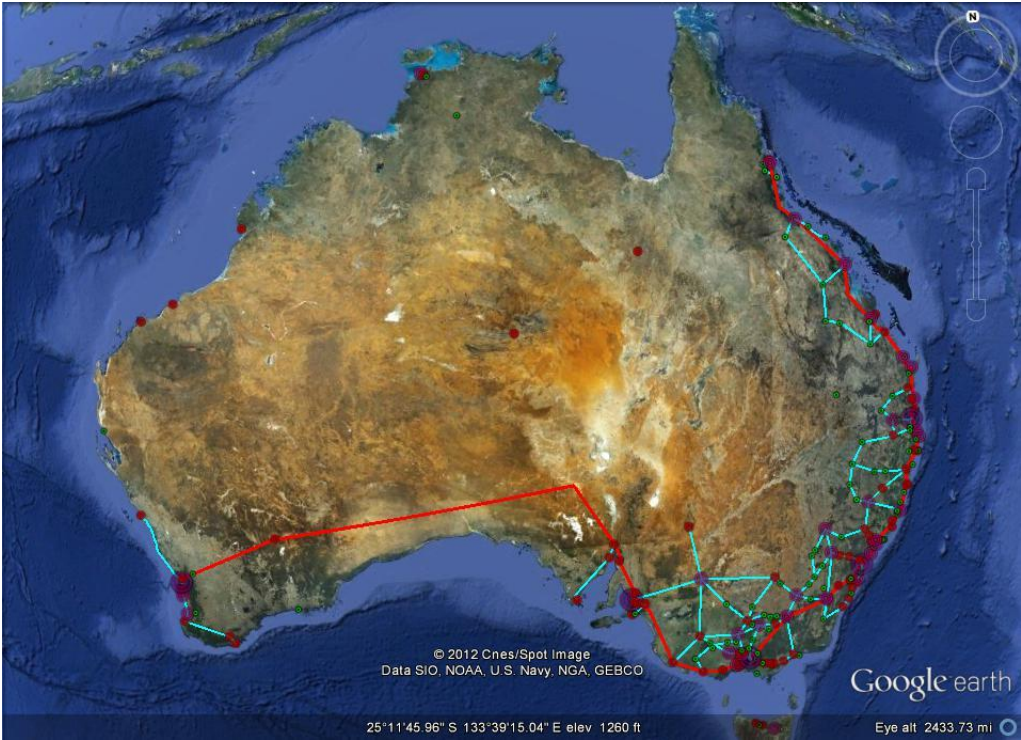 N
© 2012 Cnes/Spot Image
Data SIO, NOAA, U.S. Navy, NGA, GEBCO
Google earth
25°11'45.96" S 133°39'15.04" E elev 1260 ft
Eye alt 2433.73 mi